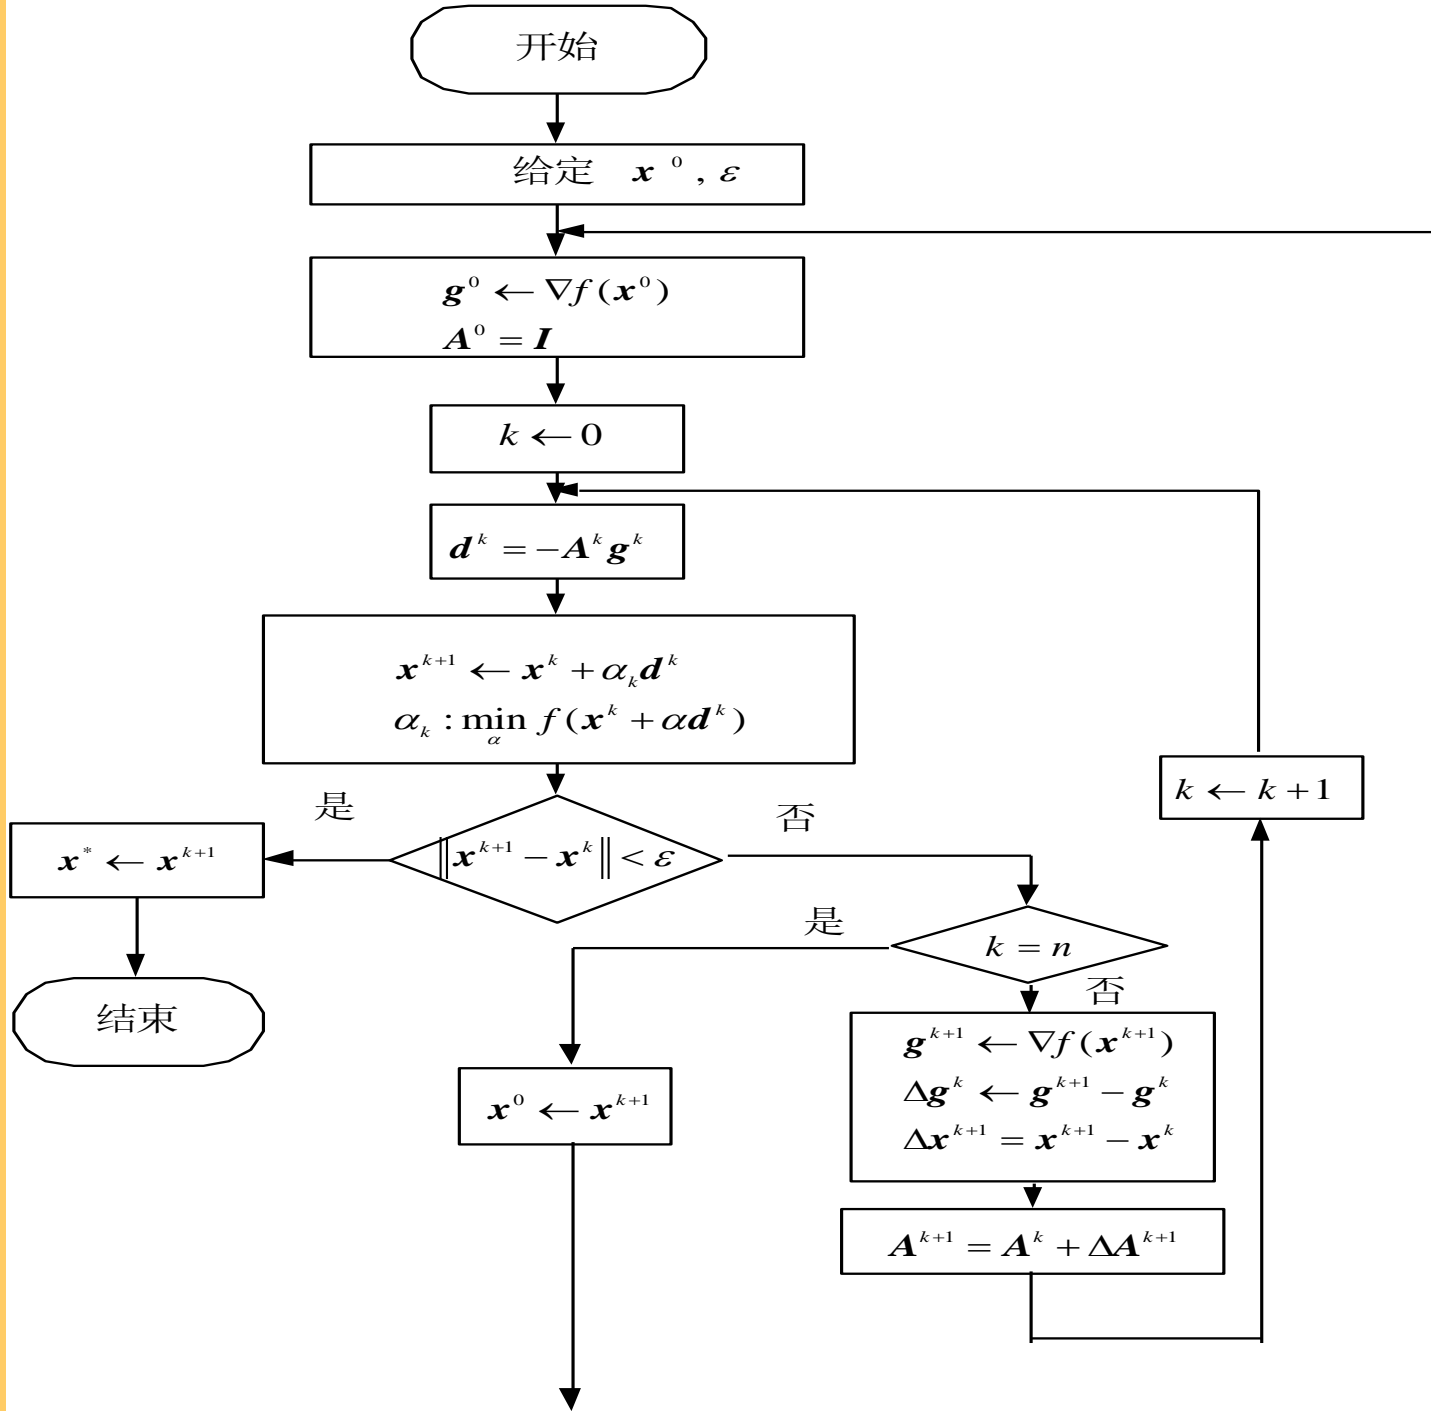 开始
给定 x⁰, ε
g⁰ ← ∇f(x⁰)
A⁰ = I
k ← 0
dᵏ = −Aᵏgᵏ
xᵏ⁺¹ ← xᵏ + αₖdᵏ
αₖ : min_α f(xᵏ + αdᵏ)
k ← k + 1
是
否
‖xᵏ⁺¹ − xᵏ‖ < ε
x* ← xᵏ⁺¹
是
k = n
否
结束
gᵏ⁺¹ ← ∇f(xᵏ⁺¹)
Δgᵏ ← gᵏ⁺¹ − gᵏ
Δxᵏ⁺¹ = xᵏ⁺¹ − xᵏ
x⁰ ← xᵏ⁺¹
Aᵏ⁺¹ = Aᵏ + ΔAᵏ⁺¹